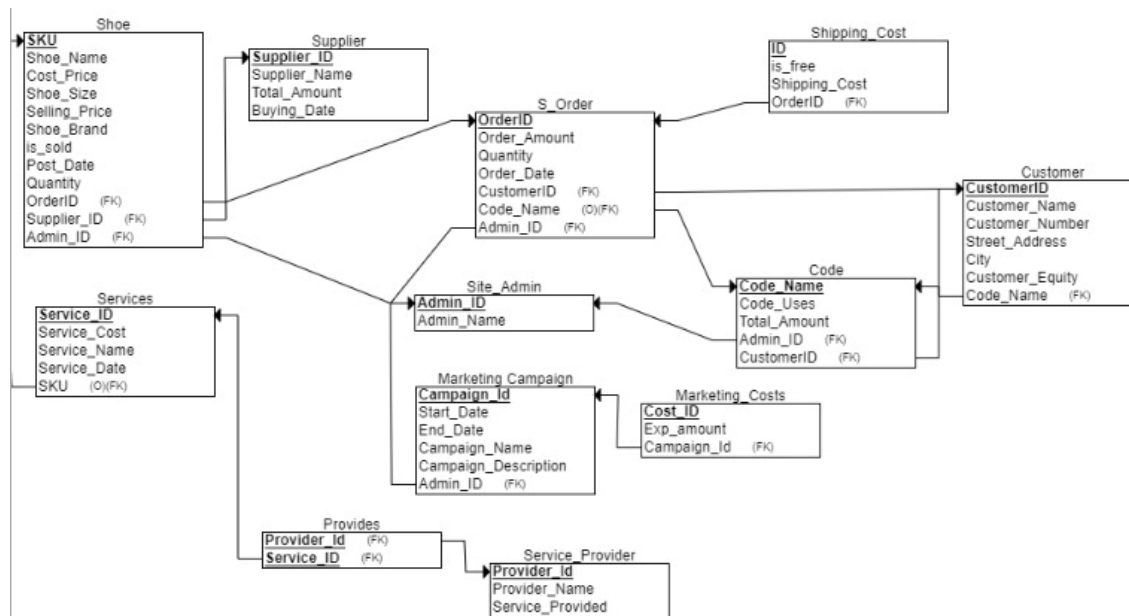 Shoe
SKU
Shoe_Name
Cost_Price
Shoe_Size
Selling_Price
Shoe_Brand
is_sold
Post_Date
Quantity
OrderID (FK)
Supplier_ID (FK)
Admin_ID (FK)
Supplier
Supplier_ID
Supplier_Name
Total_Amount
Buying_Date
Shipping_Cost
ID
is_free
Shipping_Cost
OrderID (FK)
S_Order
OrderID
Order_Amount
Quantity
Order_Date
CustomerID (FK)
Code_Name (O)(FK)
Admin_ID (FK)
Customer
CustomerID
Customer_Name
Customer_Number
Street_Address
City
Customer_Equity
Code_Name (FK)
Code
Code_Name
Code_Uses
Total_Amount
Admin_ID (FK)
CustomerID (FK)
Site_Admin
Admin_ID
Admin_Name
Services
Service_ID
Service_Cost
Service_Name
Service_Date
SKU (O)(FK)
Marketing Campaign
Campaign_Id
Start_Date
End_Date
Campaign_Name
Campaign_Description
Admin_ID (FK)
Marketing_Costs
Cost_ID
Exp_amount
Campaign_Id (FK)
Provides
Provider_Id (FK)
Service_ID (FK)
Service_Provider
Provider_Id
Provider_Name
Service_Provided